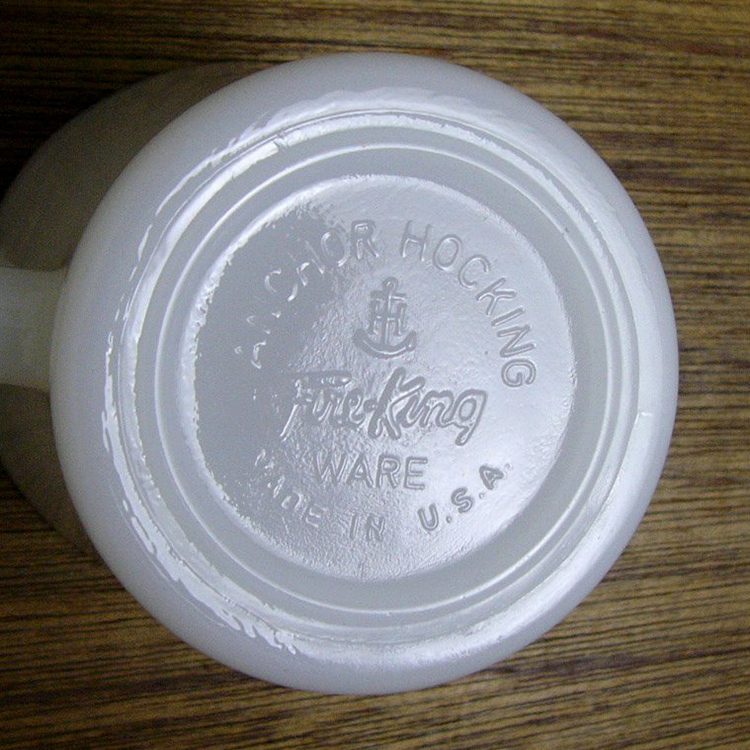 ANCHOR HOCKING
H
Fire-King
WARE
MADE IN U.S.A.